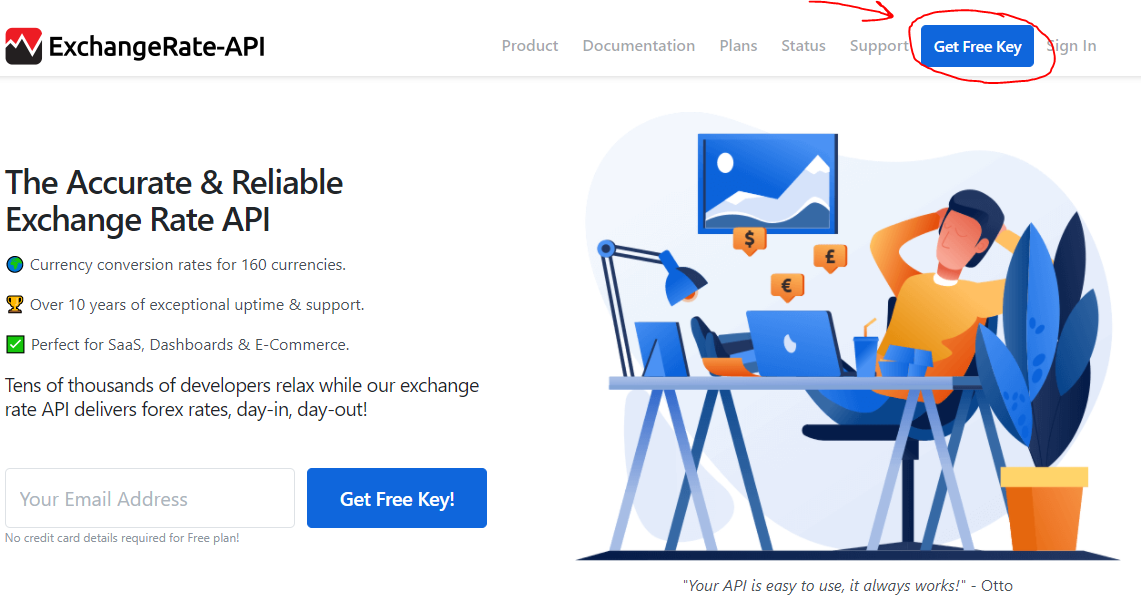 ExchangeRate-API
Product Documentation Plans Status Support Get Free Key Sign In
The Accurate & Reliable
Exchange Rate API
Currency conversion rates for 160 currencies.
Over 10 years of exceptional uptime & support.
Perfect for SaaS, Dashboards & E-Commerce.
Tens of thousands of developers relax while our exchange
rate API delivers forex rates, day-in, day-out!
Your Email Address Get Free Key!
No credit card details required for Free plan!
$
£
€
"Your API is easy to use, it always works!" - Otto